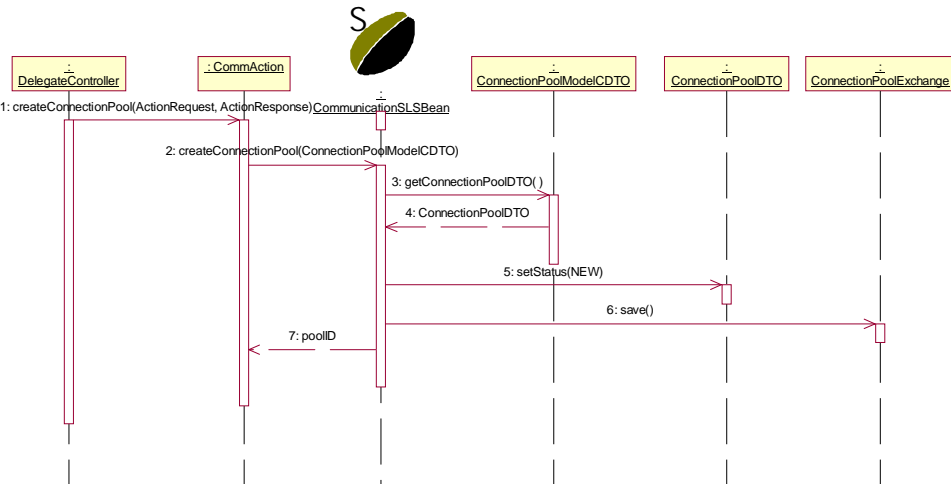 S
:
DelegateController
: CommAction
:
CommunicationSLSBean
:
ConnectionPoolModelCDTO
:
ConnectionPoolDTO
:
ConnectionPoolExchange
1: createConnectionPool(ActionRequest, ActionResponse)
2: createConnectionPool(ConnectionPoolModelCDTO)
3: getConnectionPoolDTO( )
4: ConnectionPoolDTO
5: setStatus(NEW)
6: save()
7: poolID